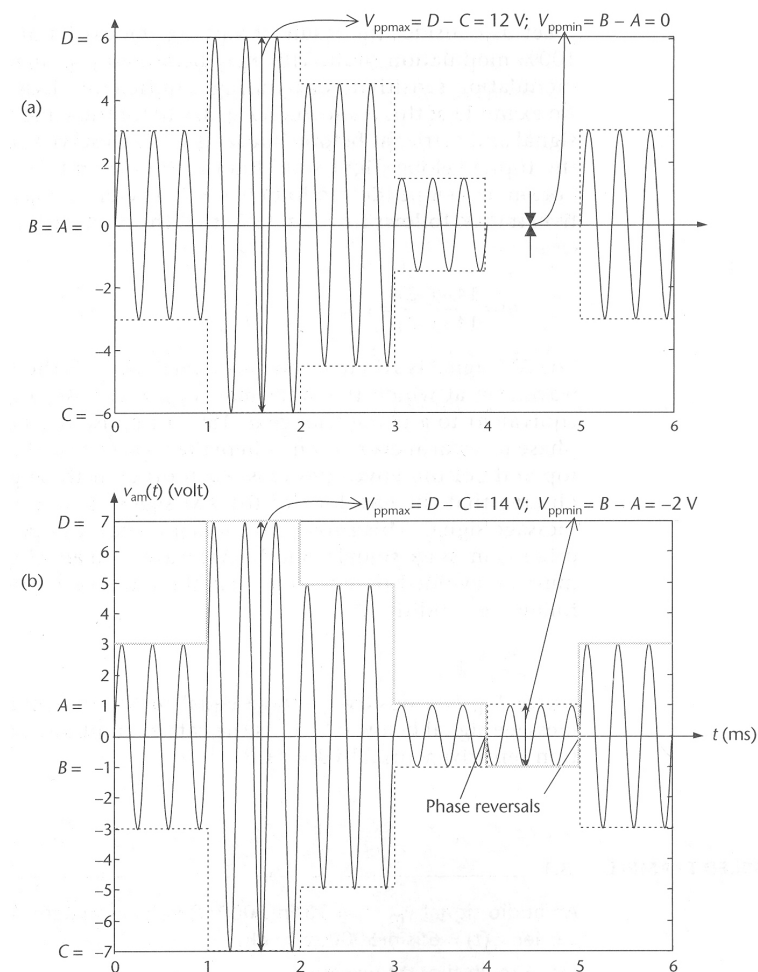 V_ppmax = D – C = 12 V; V_ppmin = B – A = 0
D = 6
4
(a)
2
B = A = 0
–2
–4
C = –6
0 1 2 3 4 5 6
v_am(t) (volt)
V_ppmax = D – C = 14 V; V_ppmin = B – A = –2 V
D = 7
6
(b)
5
4
3
2
A = 1
0
t (ms)
B = –1
–2
Phase reversals
–3
–4
–5
–6
C = –7
0 1 2 3 4 5 6